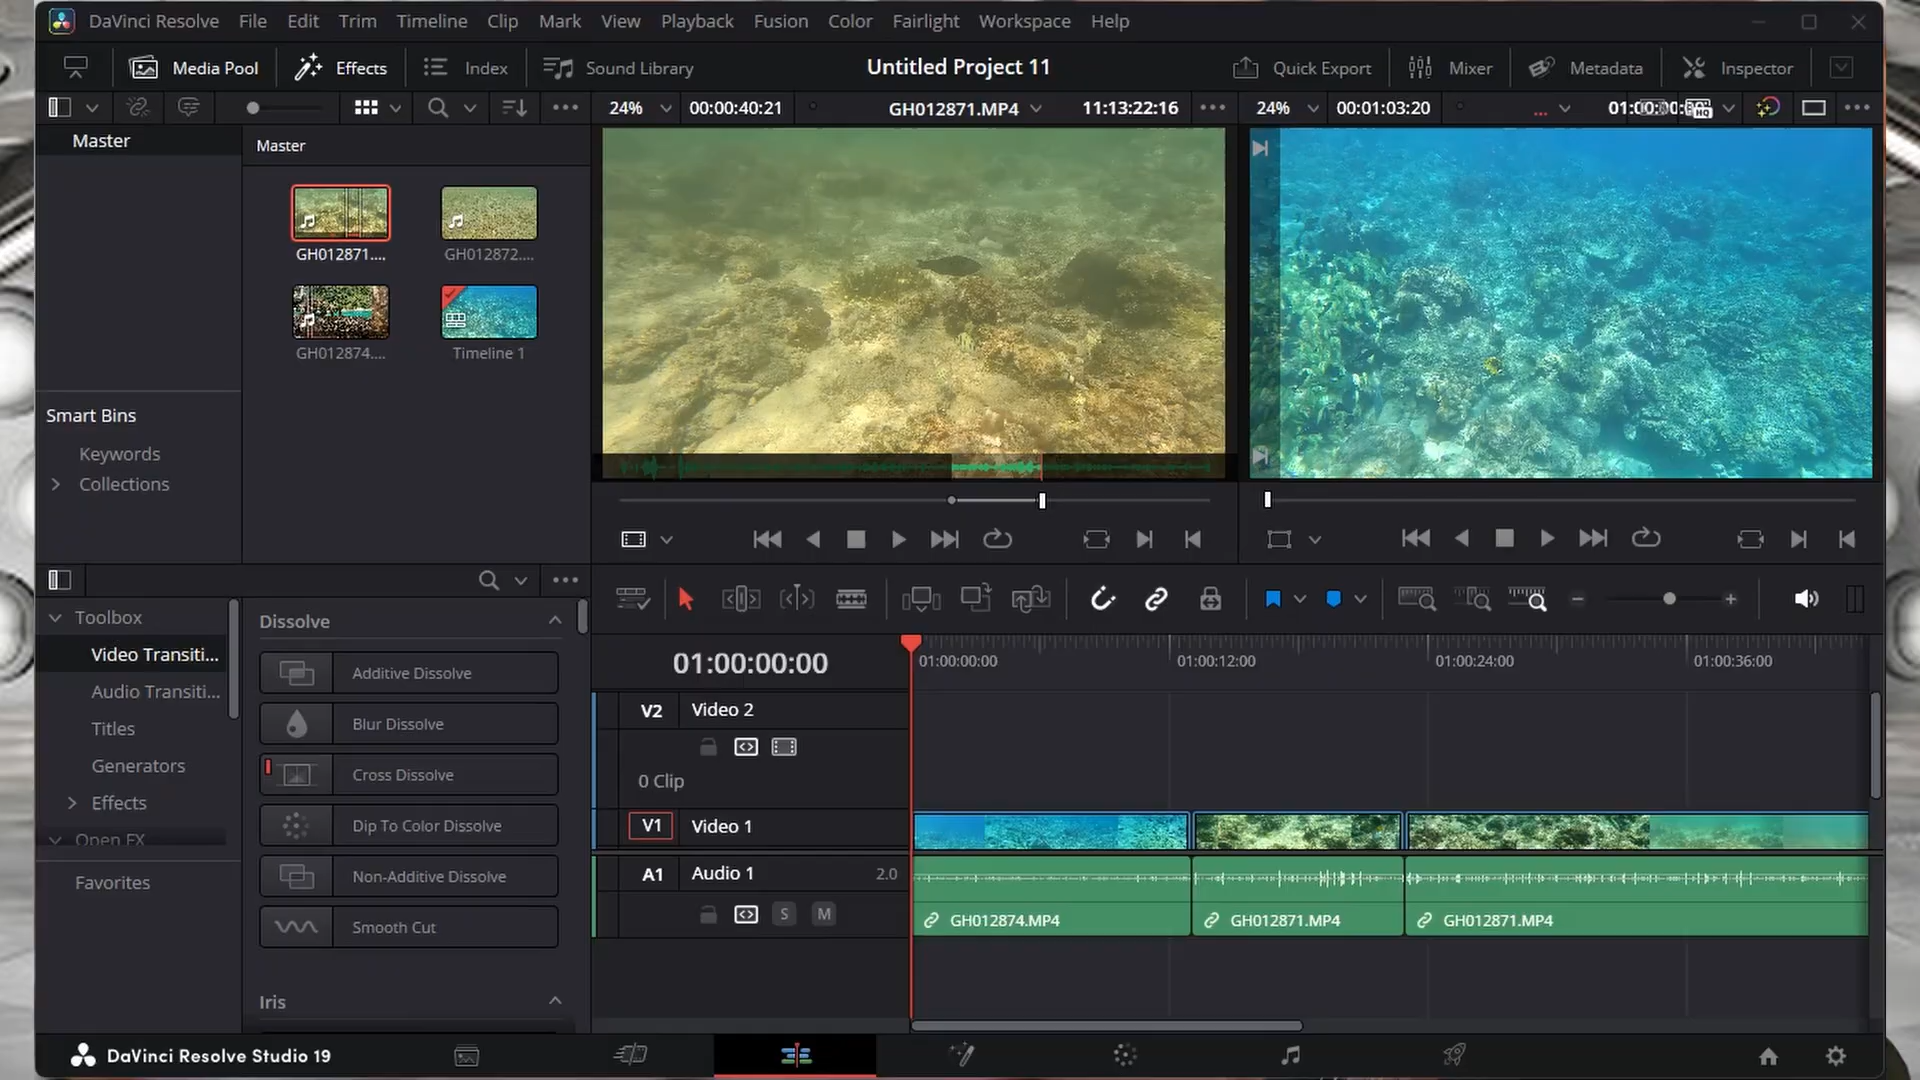 DaVinci Resolve File Edit Trim Timeline Clip Mark View Playback Fusion Color Fairlight Workspace Help
Media Pool Effects Index Sound Library Untitled Project 11 Quick Export Mixer Metadata Inspector
24% 00:00:40:21 GH012871.MP4 11:13:22:16 24% 00:01:03:20
Master
Master
GH012871....
GH012872....
GH012874....
Timeline 1
Smart Bins
Keywords
Collections
Toolbox
Video Transiti...
Audio Transiti...
Titles
Generators
Effects
Open FX
Favorites
Dissolve
Additive Dissolve
Blur Dissolve
Cross Dissolve
Dip To Color Dissolve
Non-Additive Dissolve
Smooth Cut
Iris
01:00:00:00
01:00:00:00 01:00:12:00 01:00:24:00 01:00:36:00
V2 Video 2
0 Clip
V1 Video 1
A1 Audio 1 2.0
S M
GH012874.MP4 GH012871.MP4 GH012871.MP4
DaVinci Resolve Studio 19